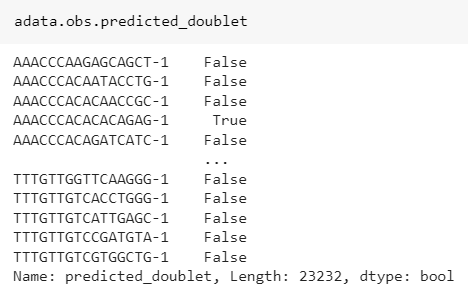 adata.obs.predicted_doublet
AAACCCAAGAGCAGCT-1    False
AAACCCACAATACCTG-1    False
AAACCCACACAACCGC-1    False
AAACCCACACACAGAG-1     True
AAACCCACAGATCATC-1    False
...
TTTGTTGGTTCAAGGG-1    False
TTTGTTGTCACCTGGG-1    False
TTTGTTGTCATTGAGC-1    False
TTTGTTGTCCGATGTA-1    False
TTTGTTGTCGTGGCTG-1    False
Name: predicted_doublet, Length: 23232, dtype: bool